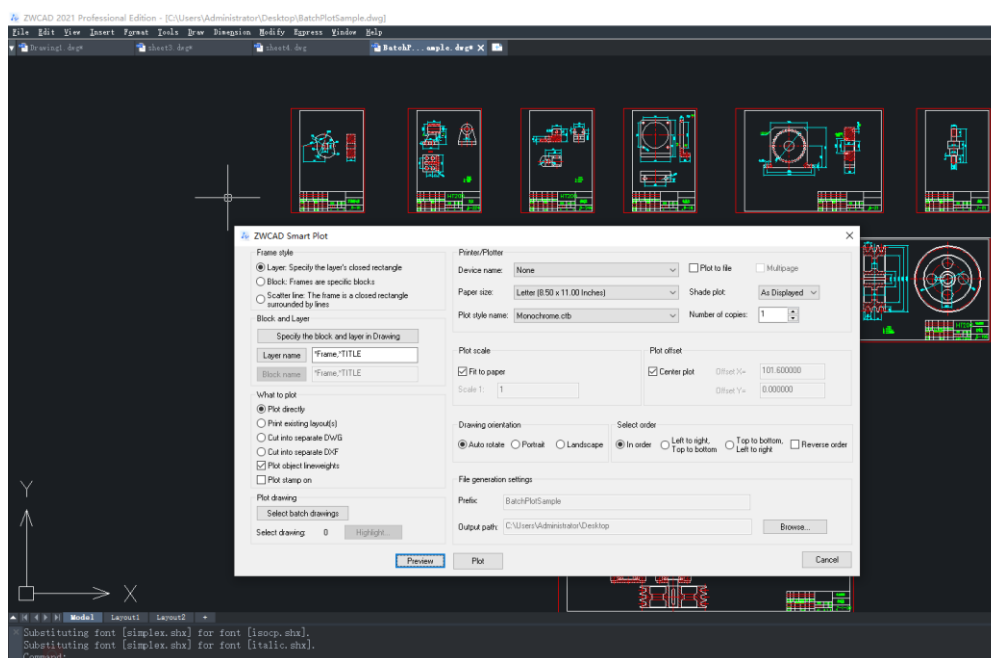 ZWCAD 2021 Professional Edition - [C:\Users\Administrator\Desktop\BatchPlotSample.dwg]
File Edit View Insert Format Tools Draw Dimension Modify Express Window Help
Drawing1.dwg* sheet3.dwg* sheet4.dwg BatchP...ample.dwg*
ZWCAD Smart Plot
Frame style
Layer: Specify the layer's closed rectangle
Block: Frames are specific blocks
Scatter line: The frame is a closed rectangle
surrounded by lines
Block and Layer
Specify the block and layer in Drawing
Layer name *Frame,*TITLE
Block name *Frame,*TITLE
What to plot
Plot directly
Print existing layout(s)
Cut into separate DWG
Cut into separate DXF
Plot object lineweights
Plot stamp on
Plot drawing
Select batch drawings
Select drawing: 0 Highlight...
Printer/Plotter
Device name: None Plot to file Multipage
Paper size: Letter (8.50 x 11.00 Inches) Shade plot: As Displayed
Plot style name: Monochrome.ctb Number of copies: 1
Plot scale
Fit to paper
Scale 1: 1
Plot offset
Center plot Offset X= 101.600000
Offset Y= 0.000000
Drawing orientation
Auto rotate Portrait Landscape
Select order
In order Left to right, Top to bottom Top to bottom, Left to right Reverse order
File generation settings
Prefix: BatchPlotSample
Output path: C:\Users\Administrator\Desktop Browse...
Preview Plot Cancel
Y
X
Model Layout1 Layout2 +
Substituting font [simplex.shx] for font [isocp.shx].
Substituting font [simplex.shx] for font [italic.shx].
Command: